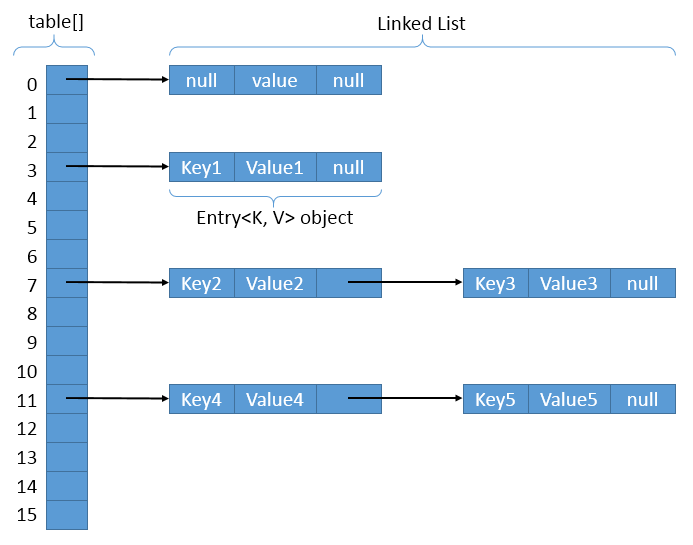 table[]
Linked List
0
null value null
1
2
3
Key1 Value1 null
4
Entry<K, V> object
5
6
7
Key2 Value2
Key3 Value3 null
8
9
10
11
Key4 Value4
Key5 Value5 null
12
13
14
15